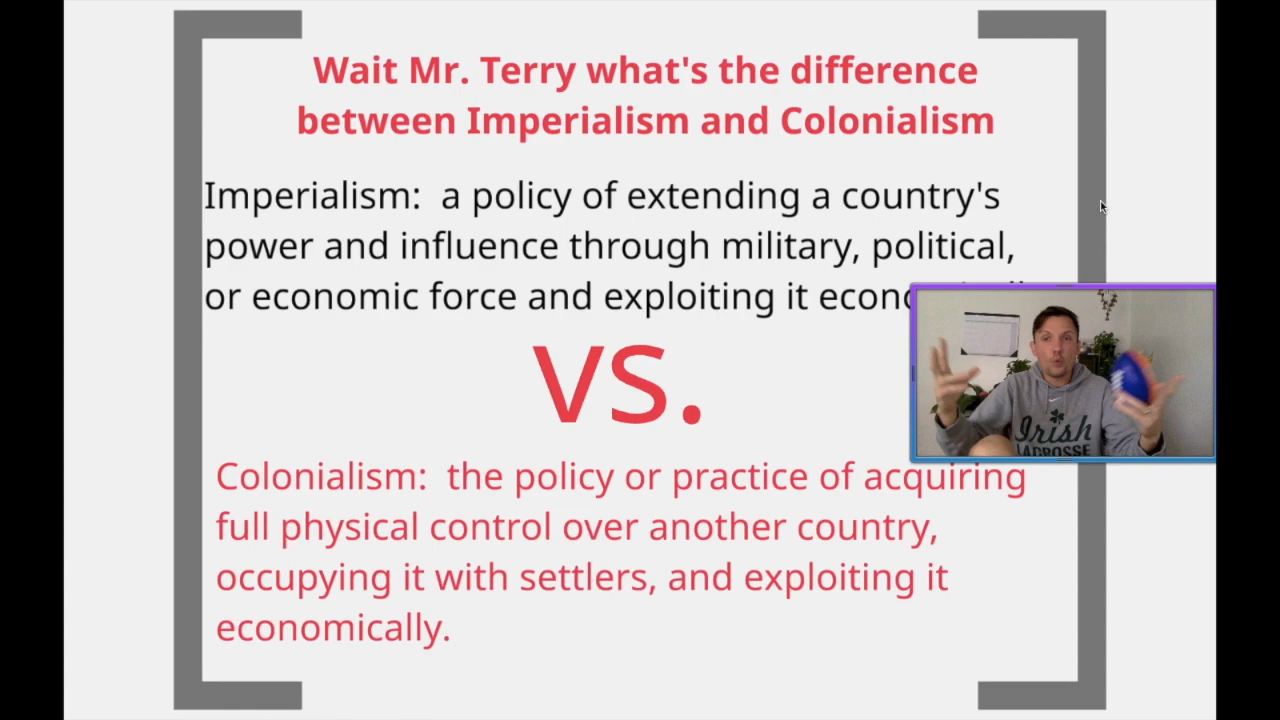 Wait Mr. Terry what's the difference
between Imperialism and Colonialism
Imperialism: a policy of extending a country's
power and influence through military, political,
or economic force and exploiting it
vs.
Irish
LACROSSE
Colonialism: the policy or practice of acquiring
full physical control over another country,
occupying it with settlers, and exploiting it
economically.